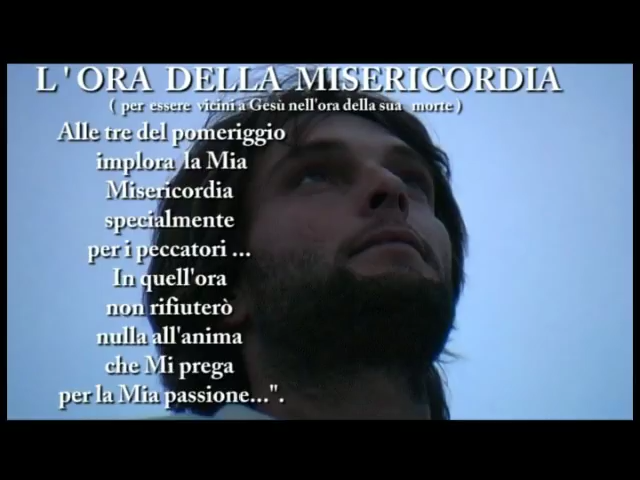 L'ORA DELLA MISERICORDIA
( per essere vicini a Gesù nell'ora della sua morte )
Alle tre del pomeriggio
implora la Mia
Misericordia
specialmente
per i peccatori ...
In quell'ora
non rifiuterò
nulla all'anima
che Mi prega
per la Mia passione...".